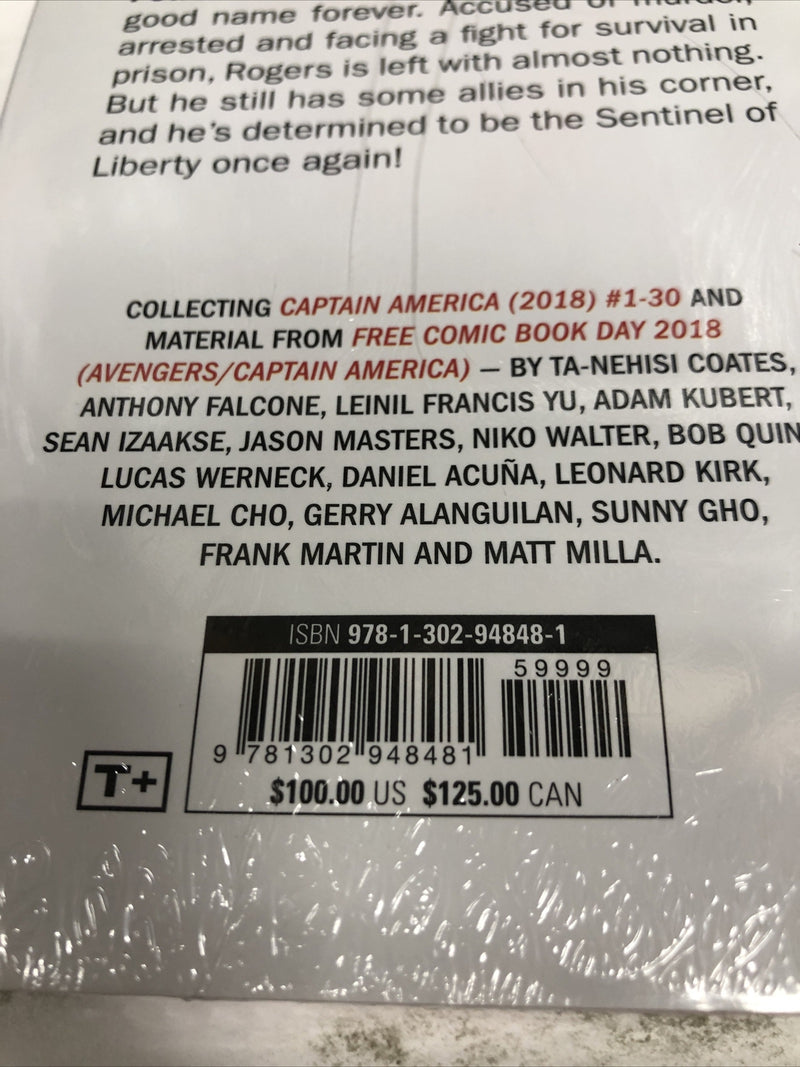 good name forever. Accused of
arrested and facing a fight for survival in
prison, Rogers is left with almost nothing.
But he still has some allies in his corner,
and he's determined to be the Sentinel of
Liberty once again!
COLLECTING CAPTAIN AMERICA (2018) #1-30 AND
MATERIAL FROM FREE COMIC BOOK DAY 2018
(AVENGERS/CAPTAIN AMERICA) — BY TA-NEHISI COATES,
ANTHONY FALCONE, LEINIL FRANCIS YU, ADAM KUBERT,
SEAN IZAAKSE, JASON MASTERS, NIKO WALTER, BOB QUIN
LUCAS WERNECK, DANIEL ACUÑA, LEONARD KIRK,
MICHAEL CHO, GERRY ALANGUILAN, SUNNY GHO,
FRANK MARTIN AND MATT MILLA.
ISBN 978-1-302-94848-1
59999
9 781302 948481
T+
$100.00 US $125.00 CAN